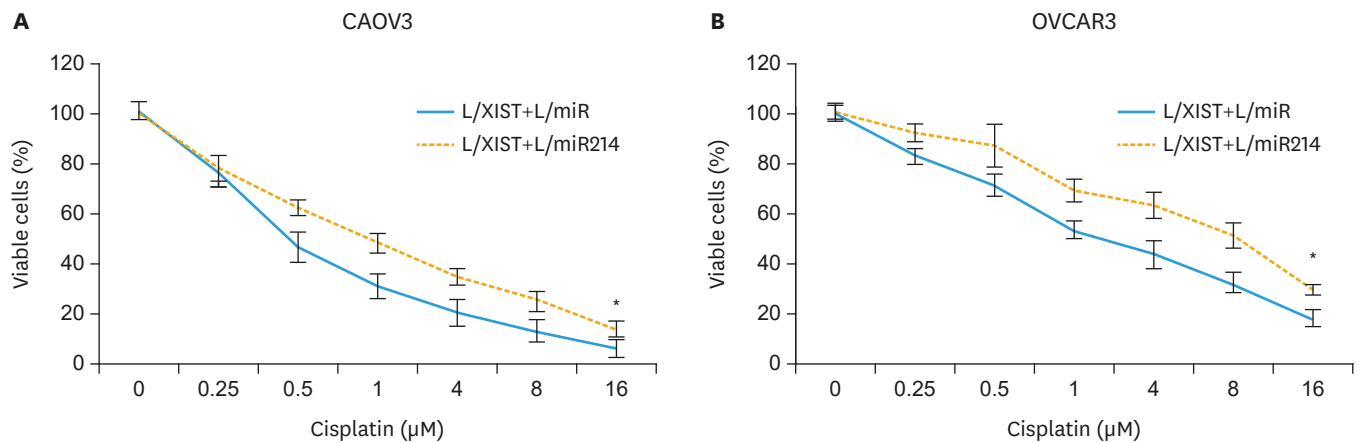 A
CAOV3
120
100
80
60
40
20
0
Viable cells (%)
L/XIST+L/miR
L/XIST+L/miR214
*
0 0.25 0.5 1 4 8 16
Cisplatin (µM)
B
OVCAR3
120
100
80
60
40
20
0
Viable cells (%)
L/XIST+L/miR
L/XIST+L/miR214
*
0 0.25 0.5 1 4 8 16
Cisplatin (µM)